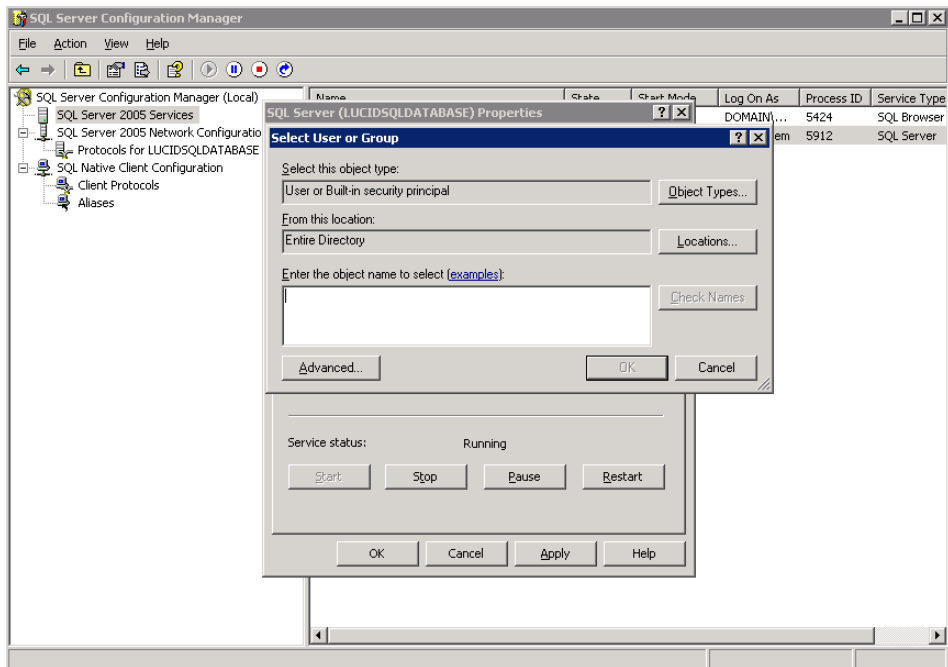 SQL Server Configuration Manager
File Action View Help
SQL Server Configuration Manager (Local)
SQL Server 2005 Services
SQL Server 2005 Network Configuratio
Protocols for LUCIDSQLDATABASE
SQL Native Client Configuration
Client Protocols
Aliases
Name State Start Mode Log On As Process ID Service Type
DOMAIN\... 5424 SQL Browser
em 5912 SQL Server
SQL Server (LUCIDSQLDATABASE) Properties
Select User or Group
Select this object type:
User or Built-in security principal
Object Types...
From this location:
Entire Directory
Locations...
Enter the object name to select (examples):
Check Names
Advanced...
OK
Cancel
Service status: Running
Start Stop Pause Restart
OK Cancel Apply Help